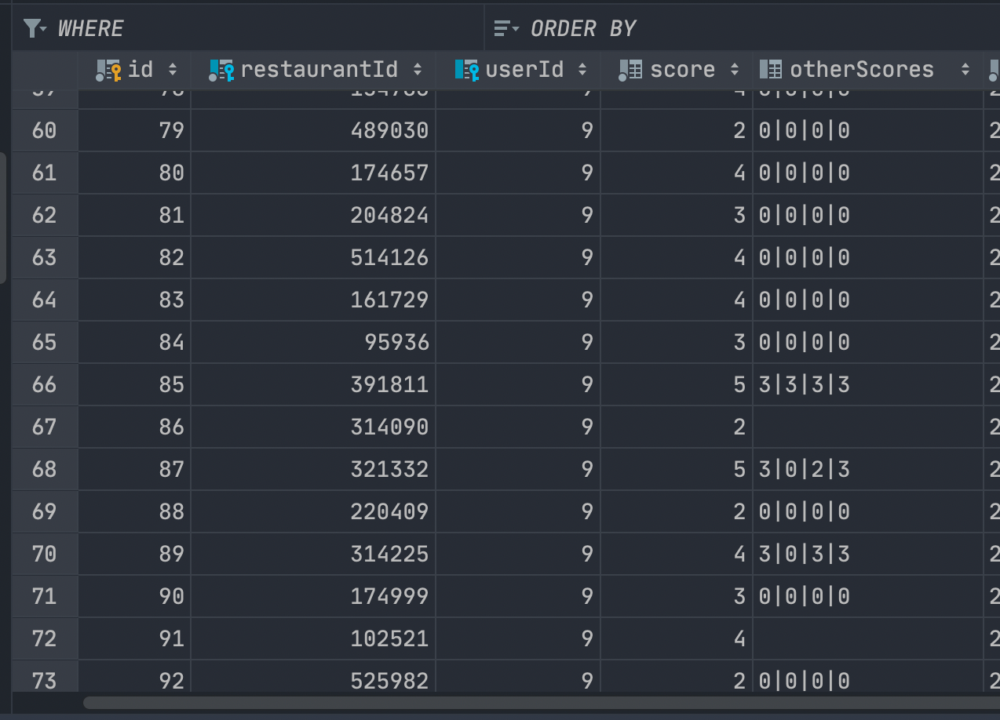 WHERE ORDER BY
id restaurantId userId score otherScores
60 79 489030 9 2 0|0|0|0 2
61 80 174657 9 4 0|0|0|0 2
62 81 204824 9 3 0|0|0|0 2
63 82 514126 9 4 0|0|0|0 2
64 83 161729 9 4 0|0|0|0 2
65 84 95936 9 3 0|0|0|0 2
66 85 391811 9 5 3|3|3|3 2
67 86 314090 9 2 2
68 87 321332 9 5 3|0|2|3 2
69 88 220409 9 2 0|0|0|0 2
70 89 314225 9 4 3|0|3|3 2
71 90 174999 9 3 0|0|0|0 2
72 91 102521 9 4 2
73 92 525982 9 2 0|0|0|0 2